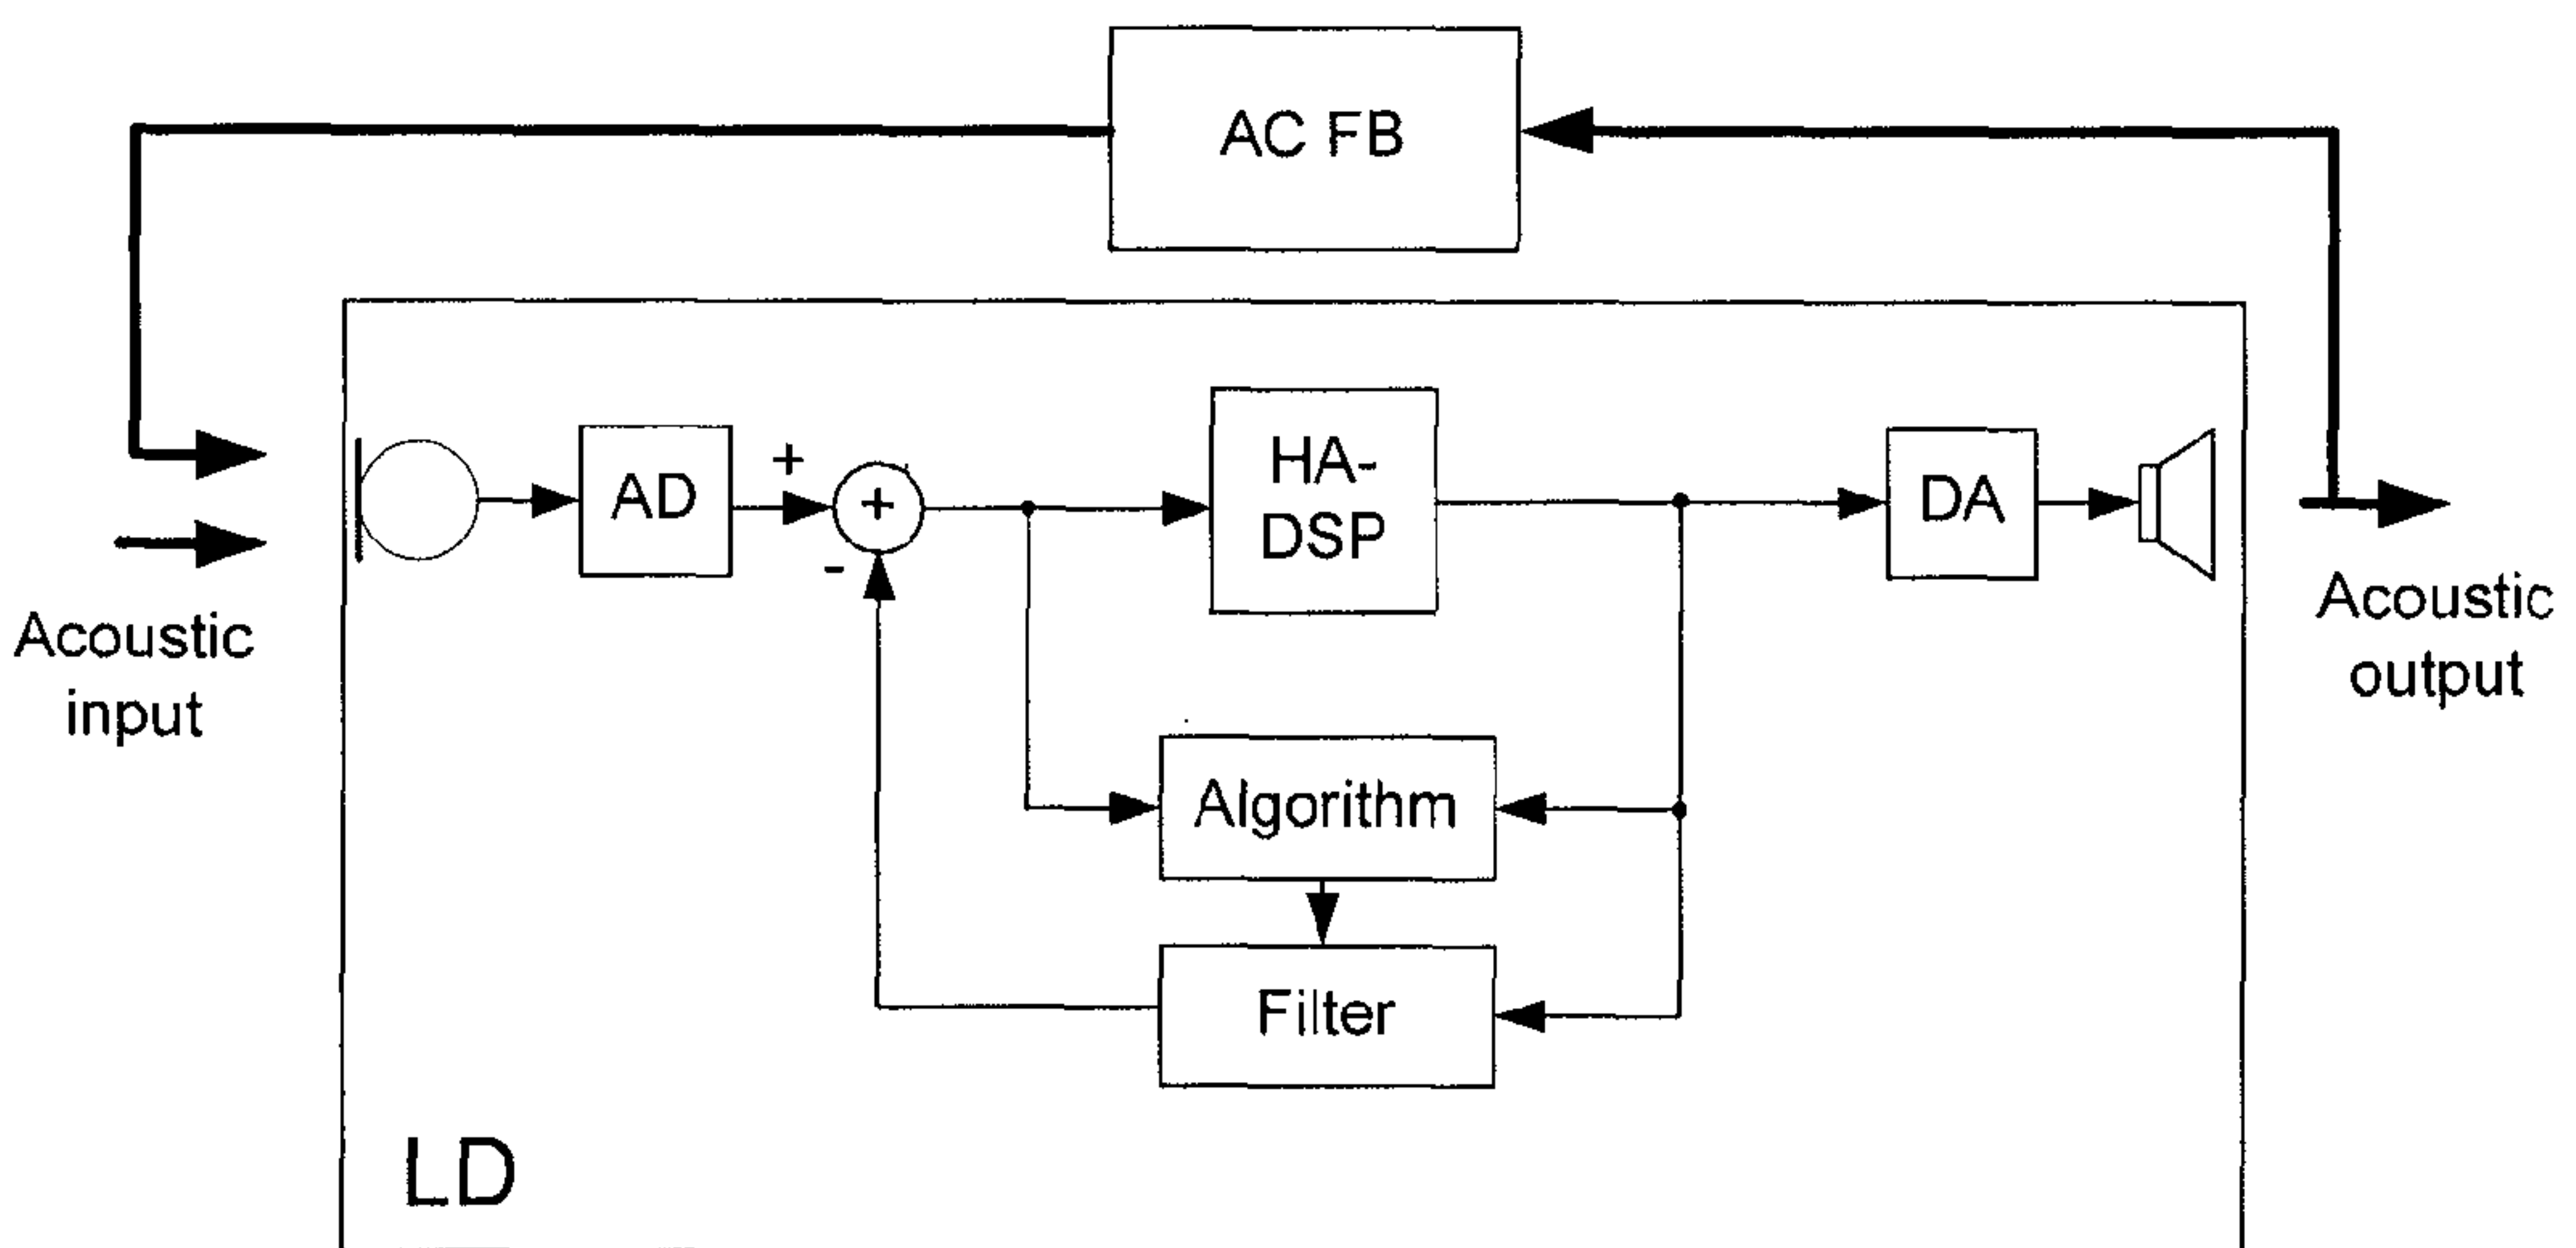 AC FB
AD
+
+
-
HA-
DSP
DA
Acoustic
input
Acoustic
output
Algorithm
Filter
LD